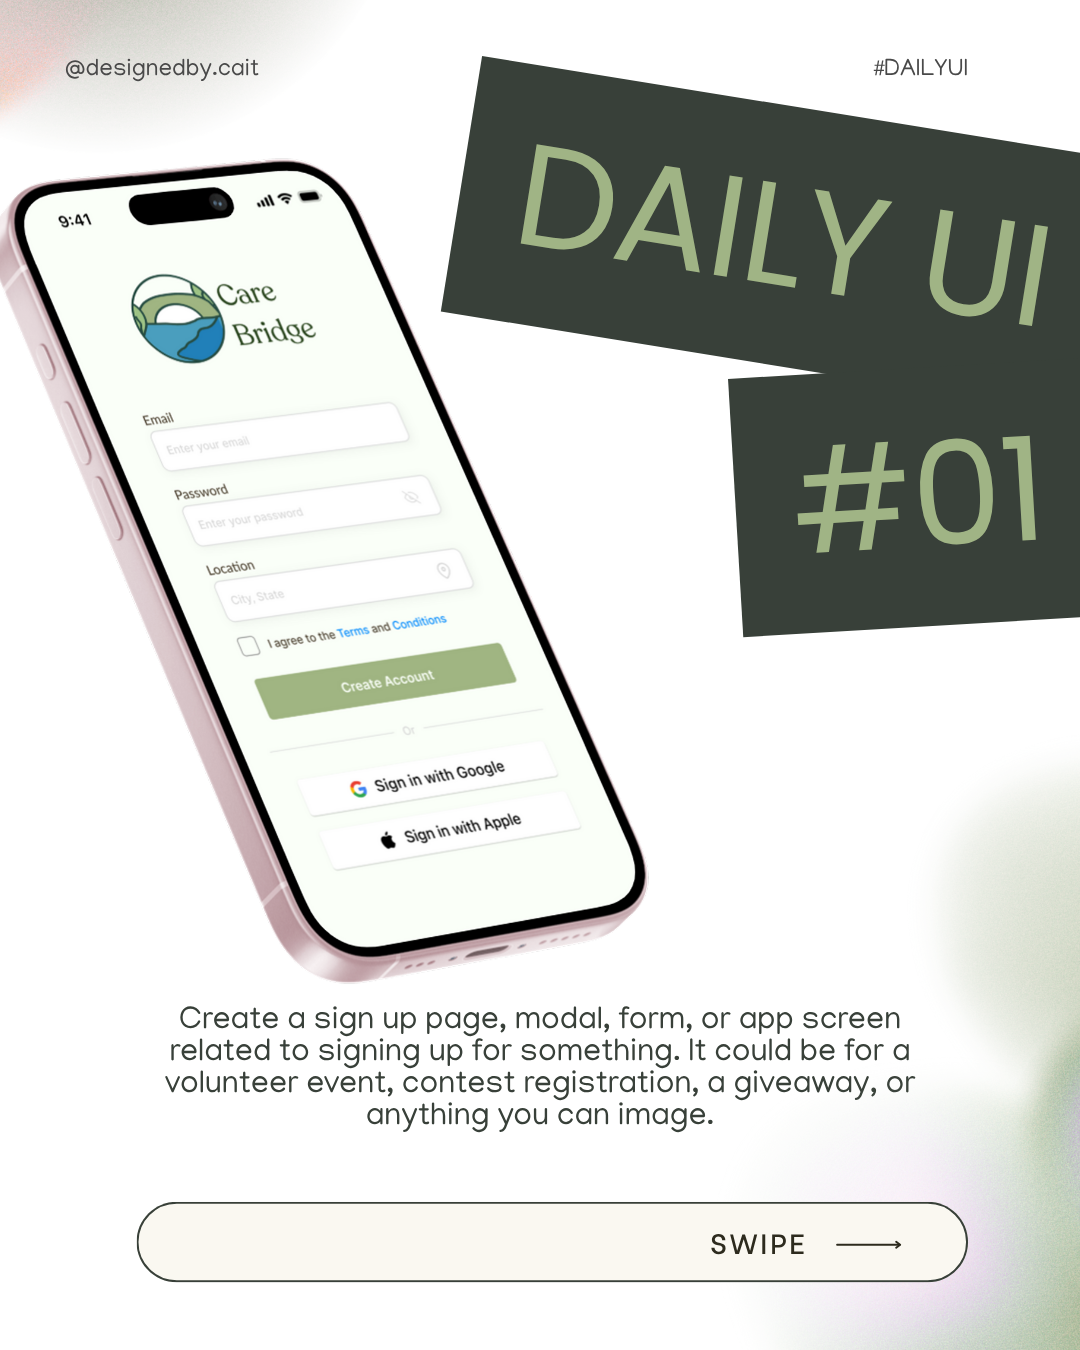 @designedby.cait
#DAILYUI
DAILY UI
#01
9:41
Care
Bridge
Email
Enter your email
Password
Enter your password
Location
City, State
I agree to the Terms and Conditions
Create Account
Or
Sign in with Google
Sign in with Apple
Create a sign up page, modal, form, or app screen
related to signing up for something. It could be for a
volunteer event, contest registration, a giveaway, or
anything you can image.
SWIPE